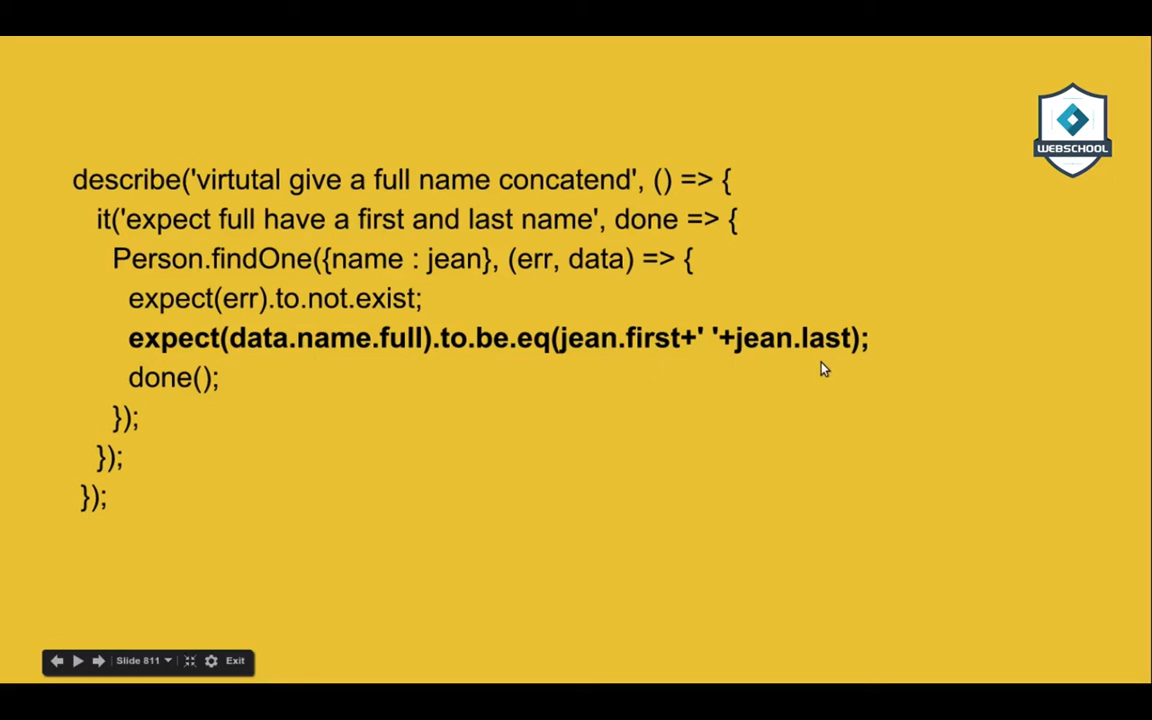 WEBSCHOOL
describe('virtutal give a full name concatend', () => {
it('expect full have a first and last name', done => {
Person.findOne({name : jean}, (err, data) => {
expect(err).to.not.exist;
expect(data.name.full).to.be.eq(jean.first+' '+jean.last);
done();
});
});
});
Slide 811 Exit